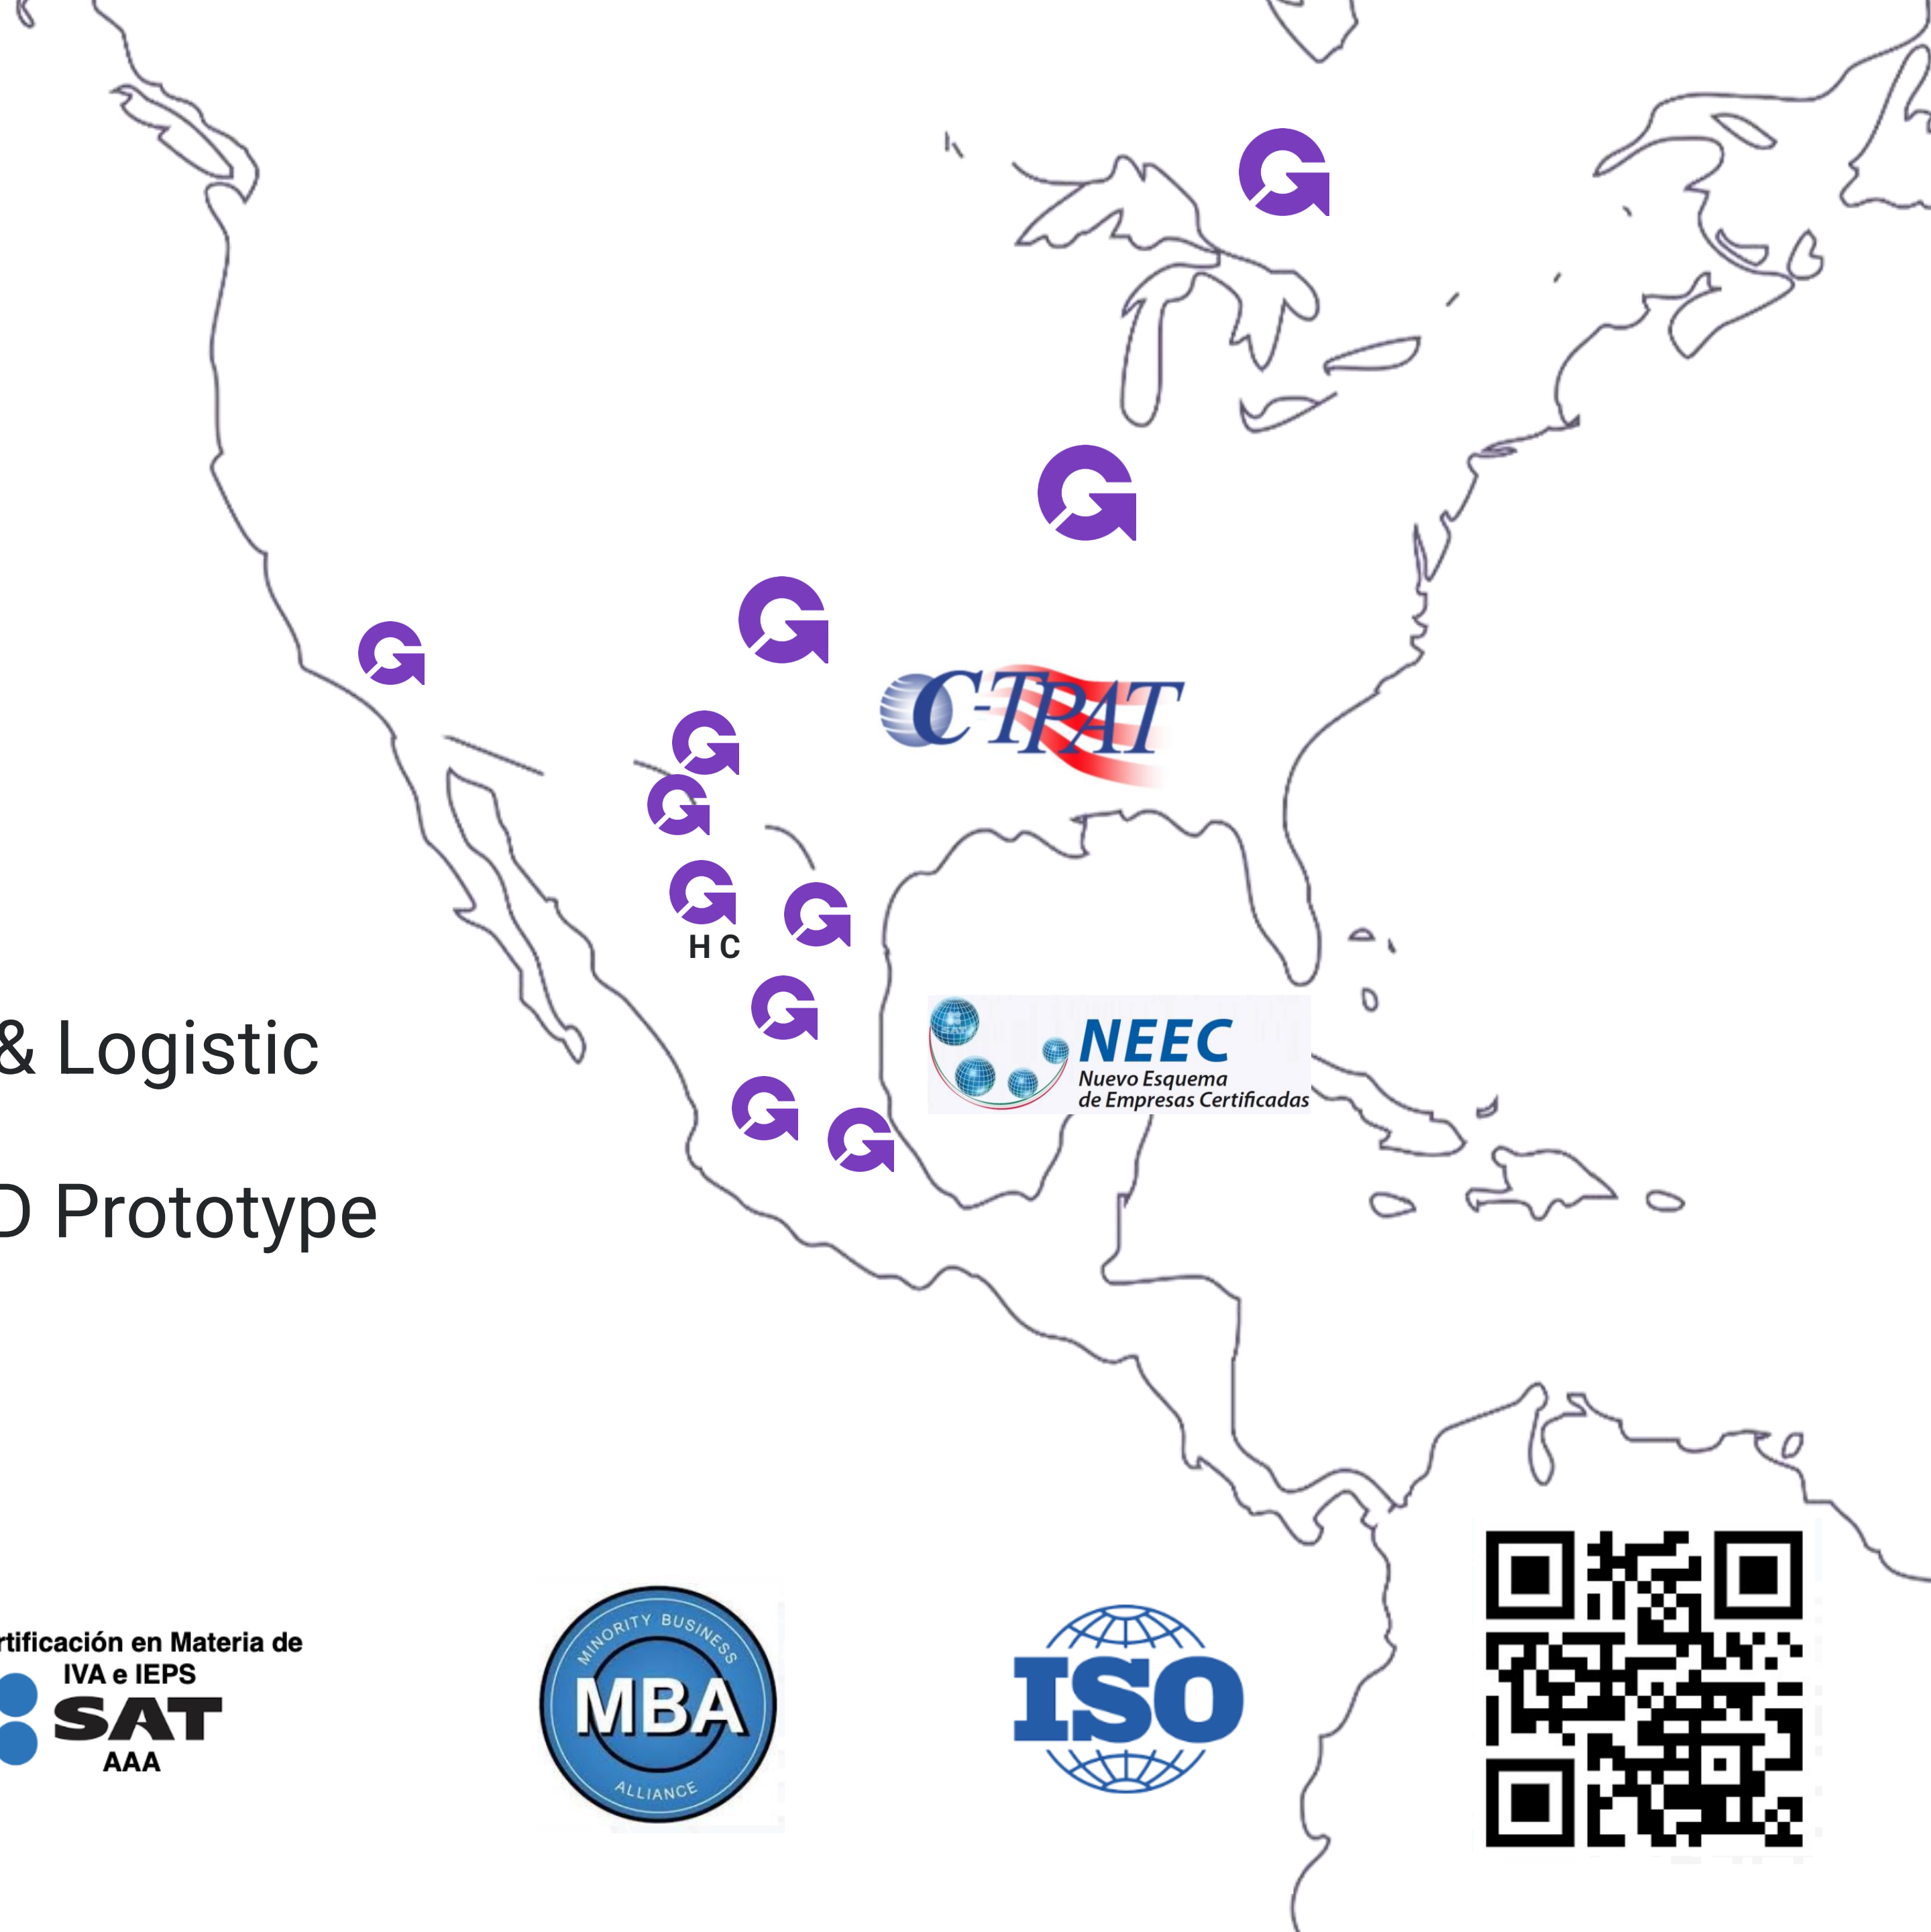 C-TPAT
H C
NEEC
Nuevo Esquema
de Empresas Certificadas
& Logistic
D Prototype
rtificación en Materia de
IVA e IEPS
SAT
AAA
MINORITY BUSINESS
MBA
ALLIANCE
ISO